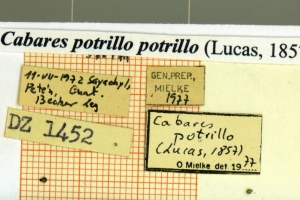 Cabares potrillo potrillo (Lucas, 185
11-VII-1972 Sayachyl,
Petén, Guat.
Becker leg
GEN. PREP.
MIELKE
1977
DZ 1452
Cabares
potrillo
(Lucas, 1857)
O Mielke det 1977